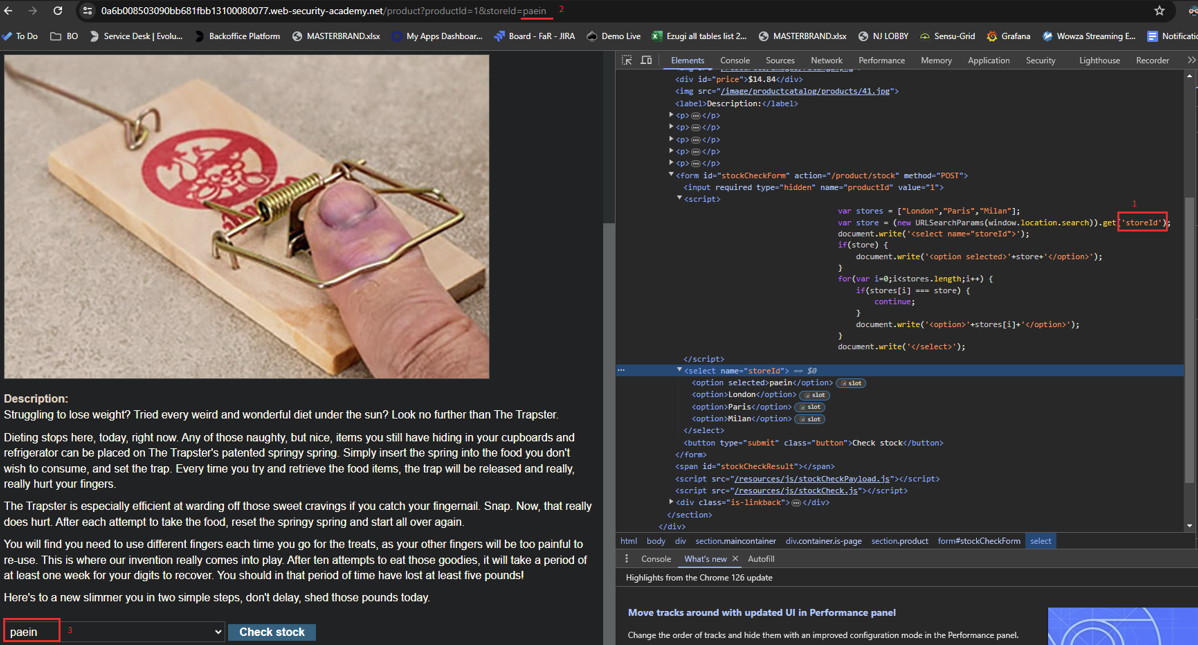 0a6b008503090bb681fbb13100080077.web-security-academy.net/product?productId=1&storeId=paein 2
To Do BO Service Desk | Evolu... Backoffice Platform MASTERBRAND.xlsx My Apps Dashboar... Board - FaR - JIRA Demo Live Ezugi all tables list 2... MASTERBRAND.xlsx NJ LOBBY Sensu-Grid Grafana Wowza Streaming E... Notificatio
Elements Console Sources Network Performance Memory Application Security Lighthouse Recorder
<div id="price">$14.84</div>
<img src="/image/productcatalog/products/41.jpg">
<label>Description:</label>
<p>…</p>
<p>…</p>
<p>…</p>
<p>…</p>
<p>…</p>
<form id="stockCheckForm" action="/product/stock" method="POST">
<input required type="hidden" name="productId" value="1">
<script>
1
var stores = ["London","Paris","Milan"];
var store = (new URLSearchParams(window.location.search)).get('storeId');
document.write('<select name="storeId">');
if(store) {
document.write('<option selected>'+store+'</option>');
}
for(var i=0;i<stores.length;i++) {
if(stores[i] === store) {
continue;
}
document.write('<option>'+stores[i]+'</option>');
}
document.write('</select>');
</script>
<select name="storeId"> == $0
<option selected>paein</option> slot
<option>London</option> slot
<option>Paris</option> slot
<option>Milan</option> slot
</select>
<button type="submit" class="button">Check stock</button>
</form>
<span id="stockCheckResult"></span>
<script src="/resources/js/stockCheckPayload.js"></script>
<script src="/resources/js/stockCheck.js"></script>
<div class="is-linkback">…</div>
</section>
</div>
html body div section.maincontainer div.container.is-page section.product form#stockCheckForm select
Console What's new Autofill
Highlights from the Chrome 126 update
Move tracks around with updated UI in Performance panel
Change the order of tracks and hide them with an improved configuration mode in the Performance panel.
Description:
Struggling to lose weight? Tried every weird and wonderful diet under the sun? Look no further than The Trapster.
Dieting stops here, today, right now. Any of those naughty, but nice, items you still have hiding in your cupboards and
refrigerator can be placed on The Trapster's patented springy spring. Simply insert the spring into the food you don't
wish to consume, and set the trap. Every time you try and retrieve the food items, the trap will be released and really,
really hurt your fingers.
The Trapster is especially efficient at warding off those sweet cravings if you catch your fingernail. Snap. Now, that really
does hurt. After each attempt to take the food, reset the springy spring and start all over again.
You will find you need to use different fingers each time you go for the treats, as your other fingers will be too painful to
re-use. This is where our invention really comes into play. After ten attempts to eat those goodies, it will take a period of
at least one week for your digits to recover. You should in that period of time have lost at least five pounds!
Here's to a new slimmer you in two simple steps, don't delay, shed those pounds today.
paein 3 Check stock